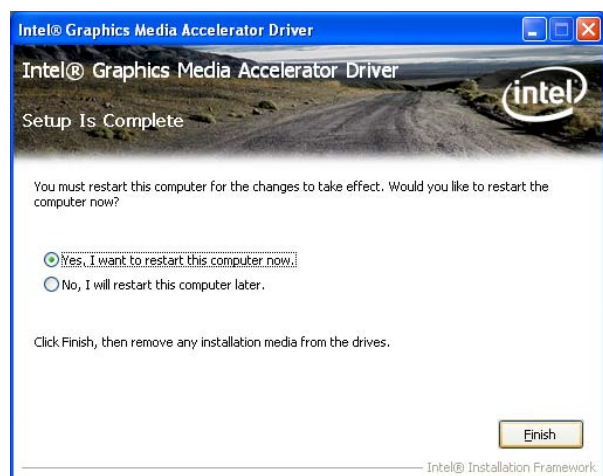 Intel® Graphics Media Accelerator Driver
Intel® Graphics Media Accelerator Driver
intel
Setup Is Complete
You must restart this computer for the changes to take effect. Would you like to restart the
computer now?
Yes, I want to restart this computer now.
No, I will restart this computer later.
Click Finish, then remove any installation media from the drives.
Finish
Intel® Installation Framework